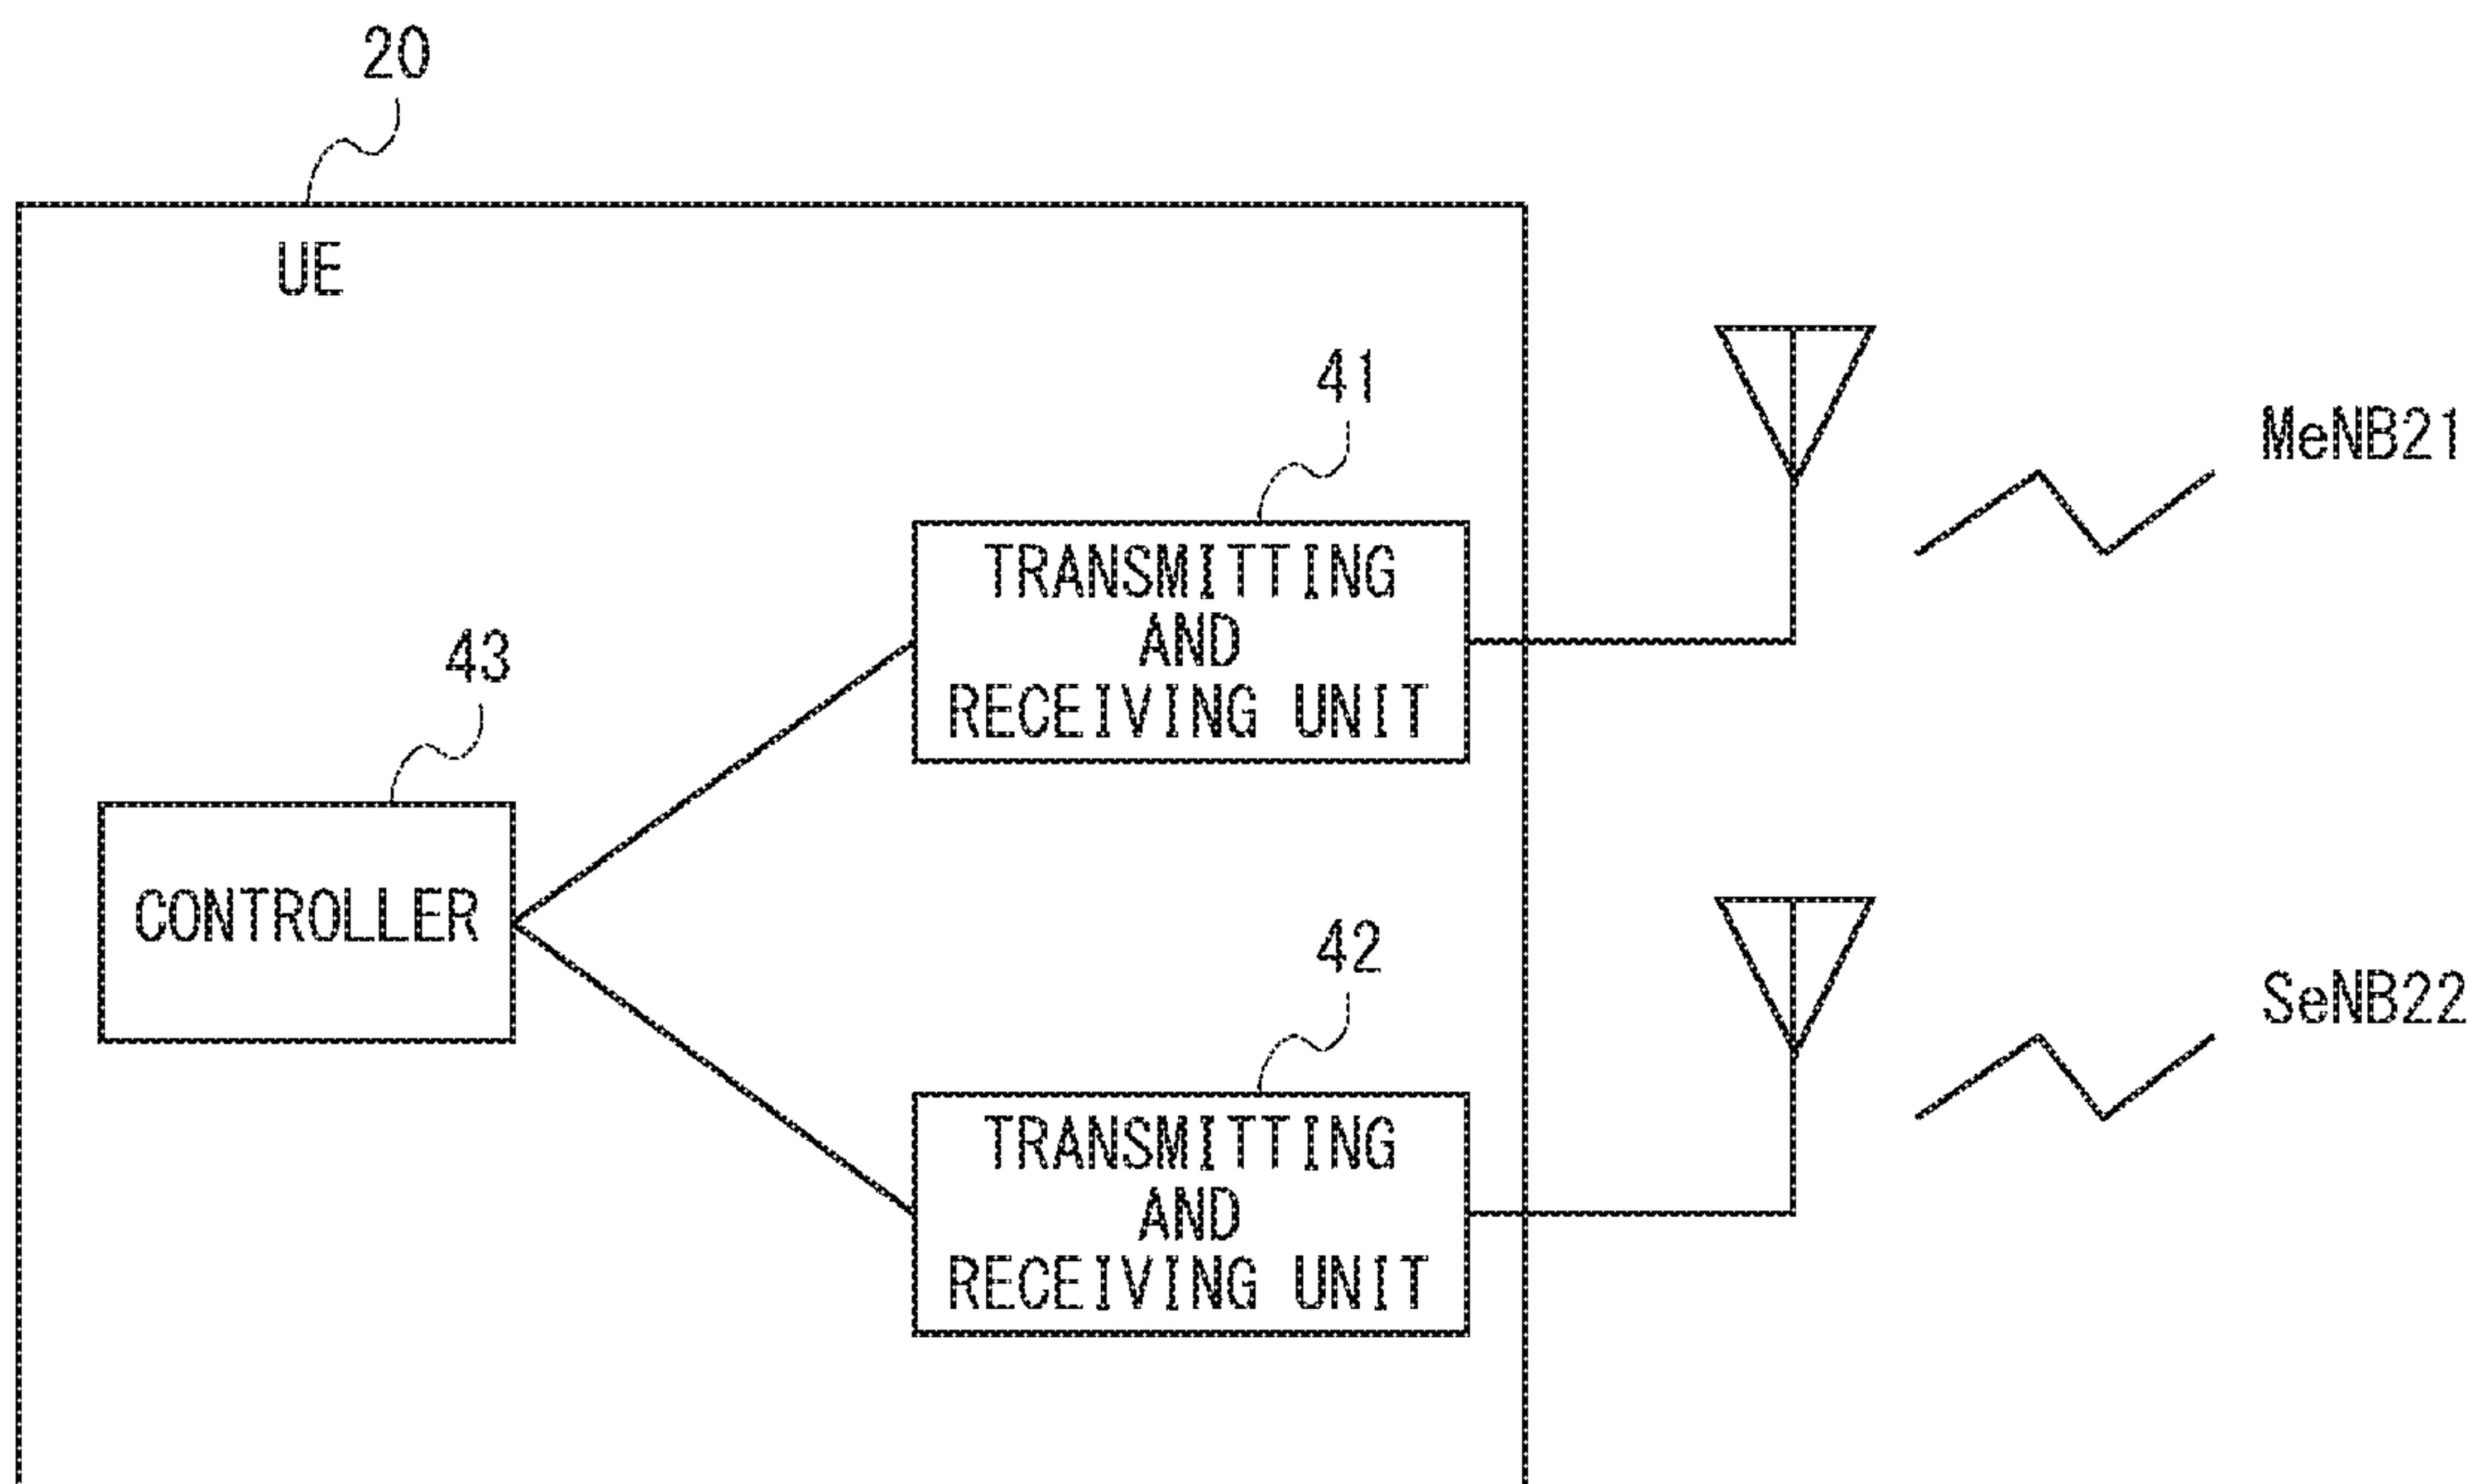 20
UE
41
MeNB21
TRANSMITTING
AND
RECEIVING UNIT
43
CONTROLLER
42
SeNB22
TRANSMITTING
AND
RECEIVING UNIT